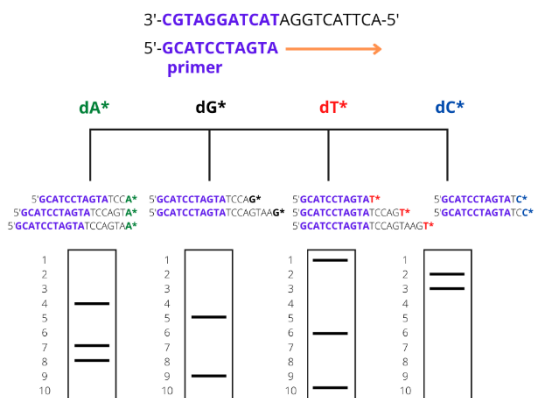 3'-CGTAGGATCATAGGTCATTCA-5'
5'-GCATCCTAGTA
primer
dA* dG* dT* dC*
5'GCATCCTAGTATCCA* 5'GCATCCTAGTATCCAG* 5'GCATCCTAGTAT* 5'GCATCCTAGTATC*
5'GCATCCTAGTATCCAGTA* 5'GCATCCTAGTATCCAGTAAG* 5'GCATCCTAGTATCCAGT* 5'GCATCCTAGTATCC*
5'GCATCCTAGTATCCAGTAA* 5'GCATCCTAGTATCCAGTAAGT*
1 1 1 1
2 2 2 2
3 3 3 3
4 4 4 4
5 5 5 5
6 6 6 6
7 7 7 7
8 8 8 8
9 9 9 9
10 10 10 10